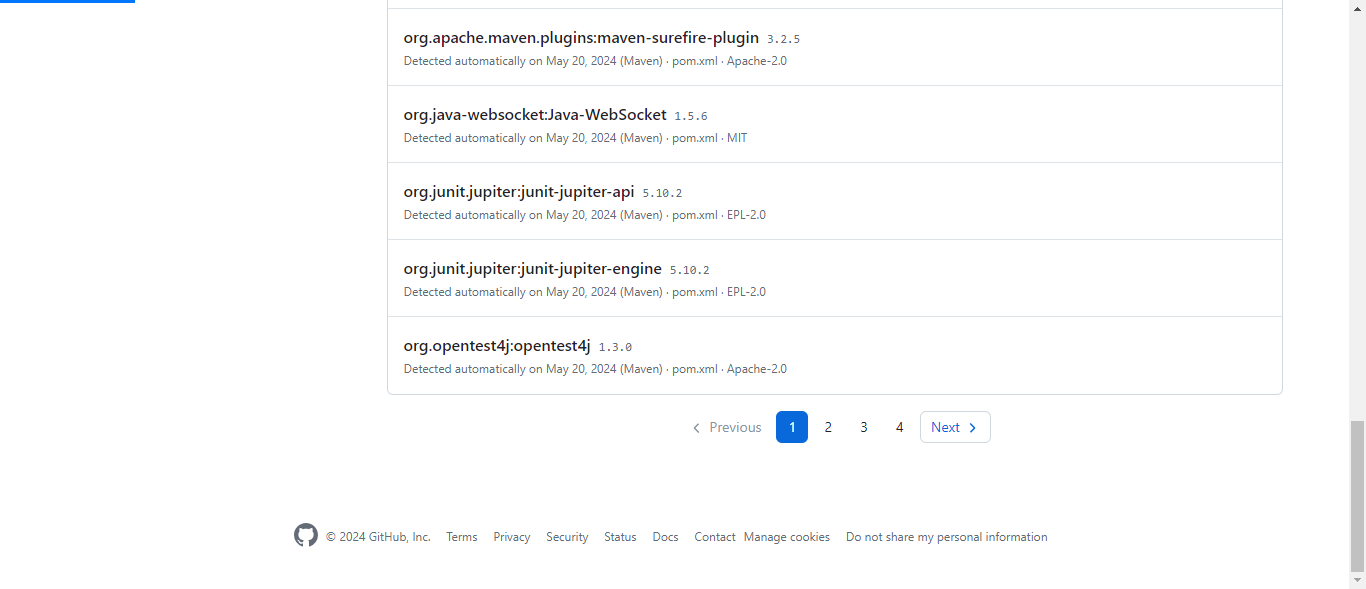 org.apache.maven.plugins:maven-surefire-plugin 3.2.5
Detected automatically on May 20, 2024 (Maven) · pom.xml · Apache-2.0
org.java-websocket:Java-WebSocket 1.5.6
Detected automatically on May 20, 2024 (Maven) · pom.xml · MIT
org.junit.jupiter:junit-jupiter-api 5.10.2
Detected automatically on May 20, 2024 (Maven) · pom.xml · EPL-2.0
org.junit.jupiter:junit-jupiter-engine 5.10.2
Detected automatically on May 20, 2024 (Maven) · pom.xml · EPL-2.0
org.opentest4j:opentest4j 1.3.0
Detected automatically on May 20, 2024 (Maven) · pom.xml · Apache-2.0
Previous 1 2 3 4 Next
© 2024 GitHub, Inc. Terms Privacy Security Status Docs Contact Manage cookies Do not share my personal information